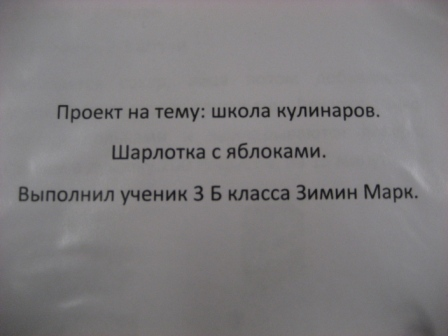 Проект на тему: школа кулинаров.
Шарлотка с яблоками.
Выполнил ученик 3 Б класса Зимин Марк.